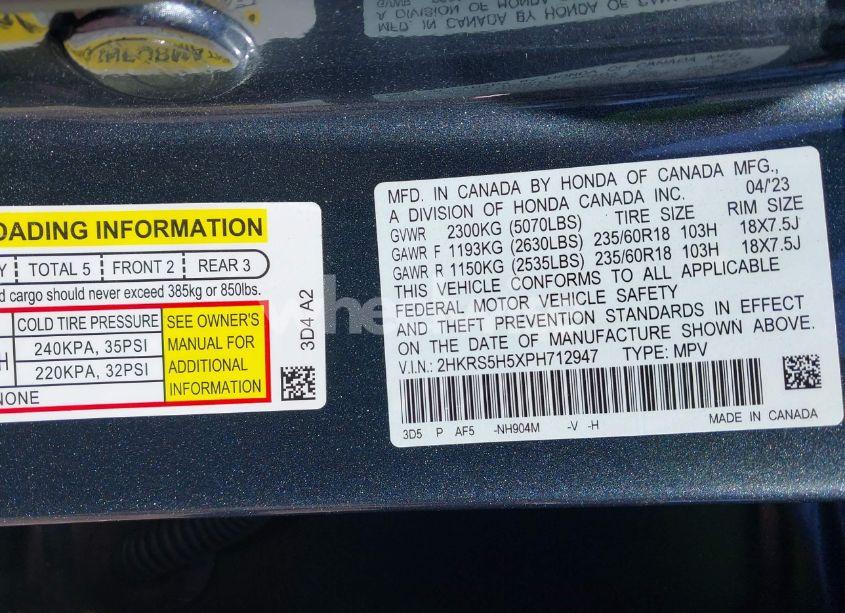 OADING INFORMATION
Y TOTAL 5 FRONT 2 REAR 3
d cargo should never exceed 385kg or 850lbs.
COLD TIRE PRESSURE
H 240KPA, 35PSI
220KPA, 32PSI
NONE
SEE OWNER'S
MANUAL FOR
ADDITIONAL
INFORMATION
3D4 A2
MFD. IN CANADA BY HONDA OF CANADA MFG.,
A DIVISION OF HONDA CANADA INC. 04/'23
GVWR 2300KG (5070LBS) TIRE SIZE RIM SIZE
GAWR F 1193KG (2630LBS) 235/60R18 103H 18X7.5J
GAWR R 1150KG (2535LBS) 235/60R18 103H 18X7.5J
THIS VEHICLE CONFORMS TO ALL APPLICABLE
FEDERAL MOTOR VEHICLE SAFETY
AND THEFT PREVENTION STANDARDS IN EFFECT
ON THE DATE OF MANUFACTURE SHOWN ABOVE.
V.I.N.: 2HKRS5H5XPH712947 TYPE: MPV
3D5 P AF5 -NH904M -V -H
MADE IN CANADA